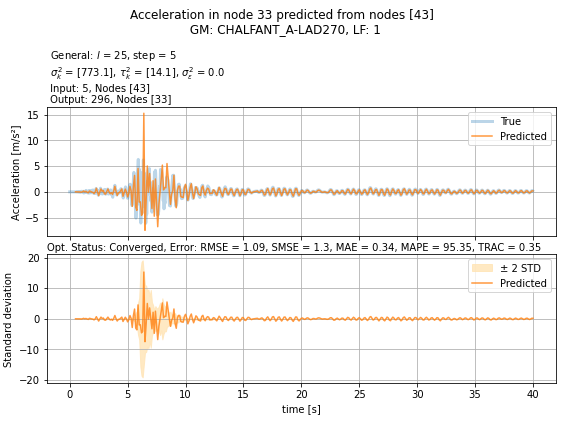 Acceleration in node 33 predicted from nodes [43]
GM: CHALFANT_A-LAD270, LF: 1
General: l = 25, step = 5
σ²ₖ = [773.1], τ²ₖ = [14.1], σ²ε = 0.0
Input: 5, Nodes [43]
Output: 296, Nodes [33]
Acceleration [m/s²]
15
10
5
0
−5
True
Predicted
Opt. Status: Converged, Error: RMSE = 1.09, SMSE = 1.3, MAE = 0.34, MAPE = 95.35, TRAC = 0.35
Standard deviation
20
10
0
−10
−20
± 2 STD
Predicted
0 5 10 15 20 25 30 35 40
time [s]